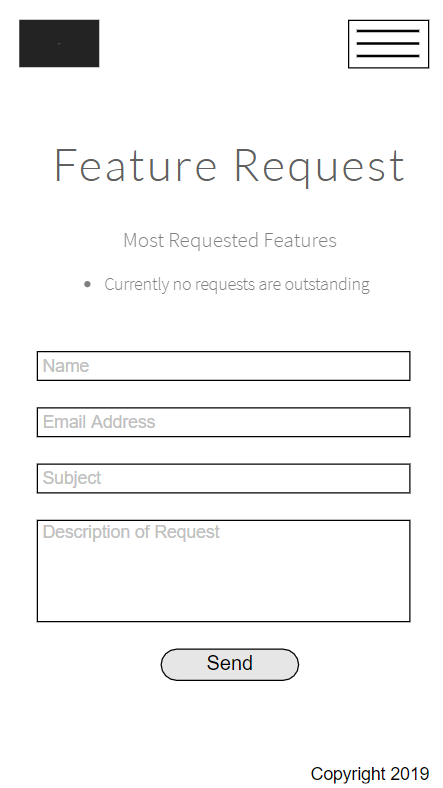 Feature Request
Most Requested Features
• Currently no requests are outstanding
Name
Email Address
Subject
Description of Request
Send
Copyright 2019